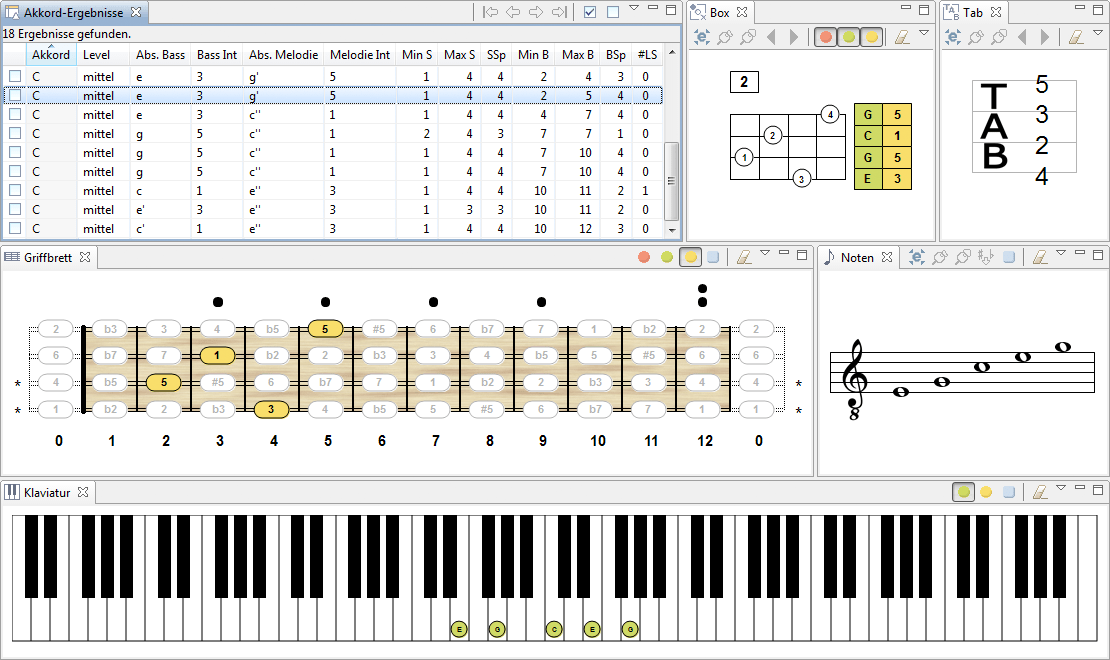 Akkord-Ergebnisse
18 Ergebnisse gefunden.
Akkord Level Abs. Bass Bass Int Abs. Melodie Melodie Int Min S Max S SSp Min B Max B BSp #LS
C mittel e 3 g' 5 1 4 4 2 4 3 0
C mittel e 3 g' 5 1 4 4 2 5 4 0
C mittel e 3 c'' 1 1 4 4 4 7 4 0
C mittel g 5 c'' 1 2 4 3 7 7 1 0
C mittel g 5 c'' 1 1 4 4 7 10 4 0
C mittel g 5 c'' 1 1 4 4 7 10 4 0
C mittel c 1 e'' 3 1 4 4 10 11 2 1
C mittel e' 3 e'' 3 1 3 3 10 11 2 0
C mittel c' 1 e'' 3 1 4 4 10 12 3 0
Box
2
4
2
1
3
G 5
C 1
G 5
E 3
Tab
TAB
5
3
2
4
Griffbrett
2 b3 3 4 b5 5 #5 6 b7 7 1 b2 2 2
6 b7 7 1 b2 2 b3 3 4 b5 5 #5 6 6
* 4 b5 5 #5 6 b7 7 1 b2 2 b3 3 4 4 *
* 1 b2 2 b3 3 4 b5 5 #5 6 b7 7 1 1 *
0 1 2 3 4 5 6 7 8 9 10 11 12 0
Noten
8
Klaviatur
E G C E G